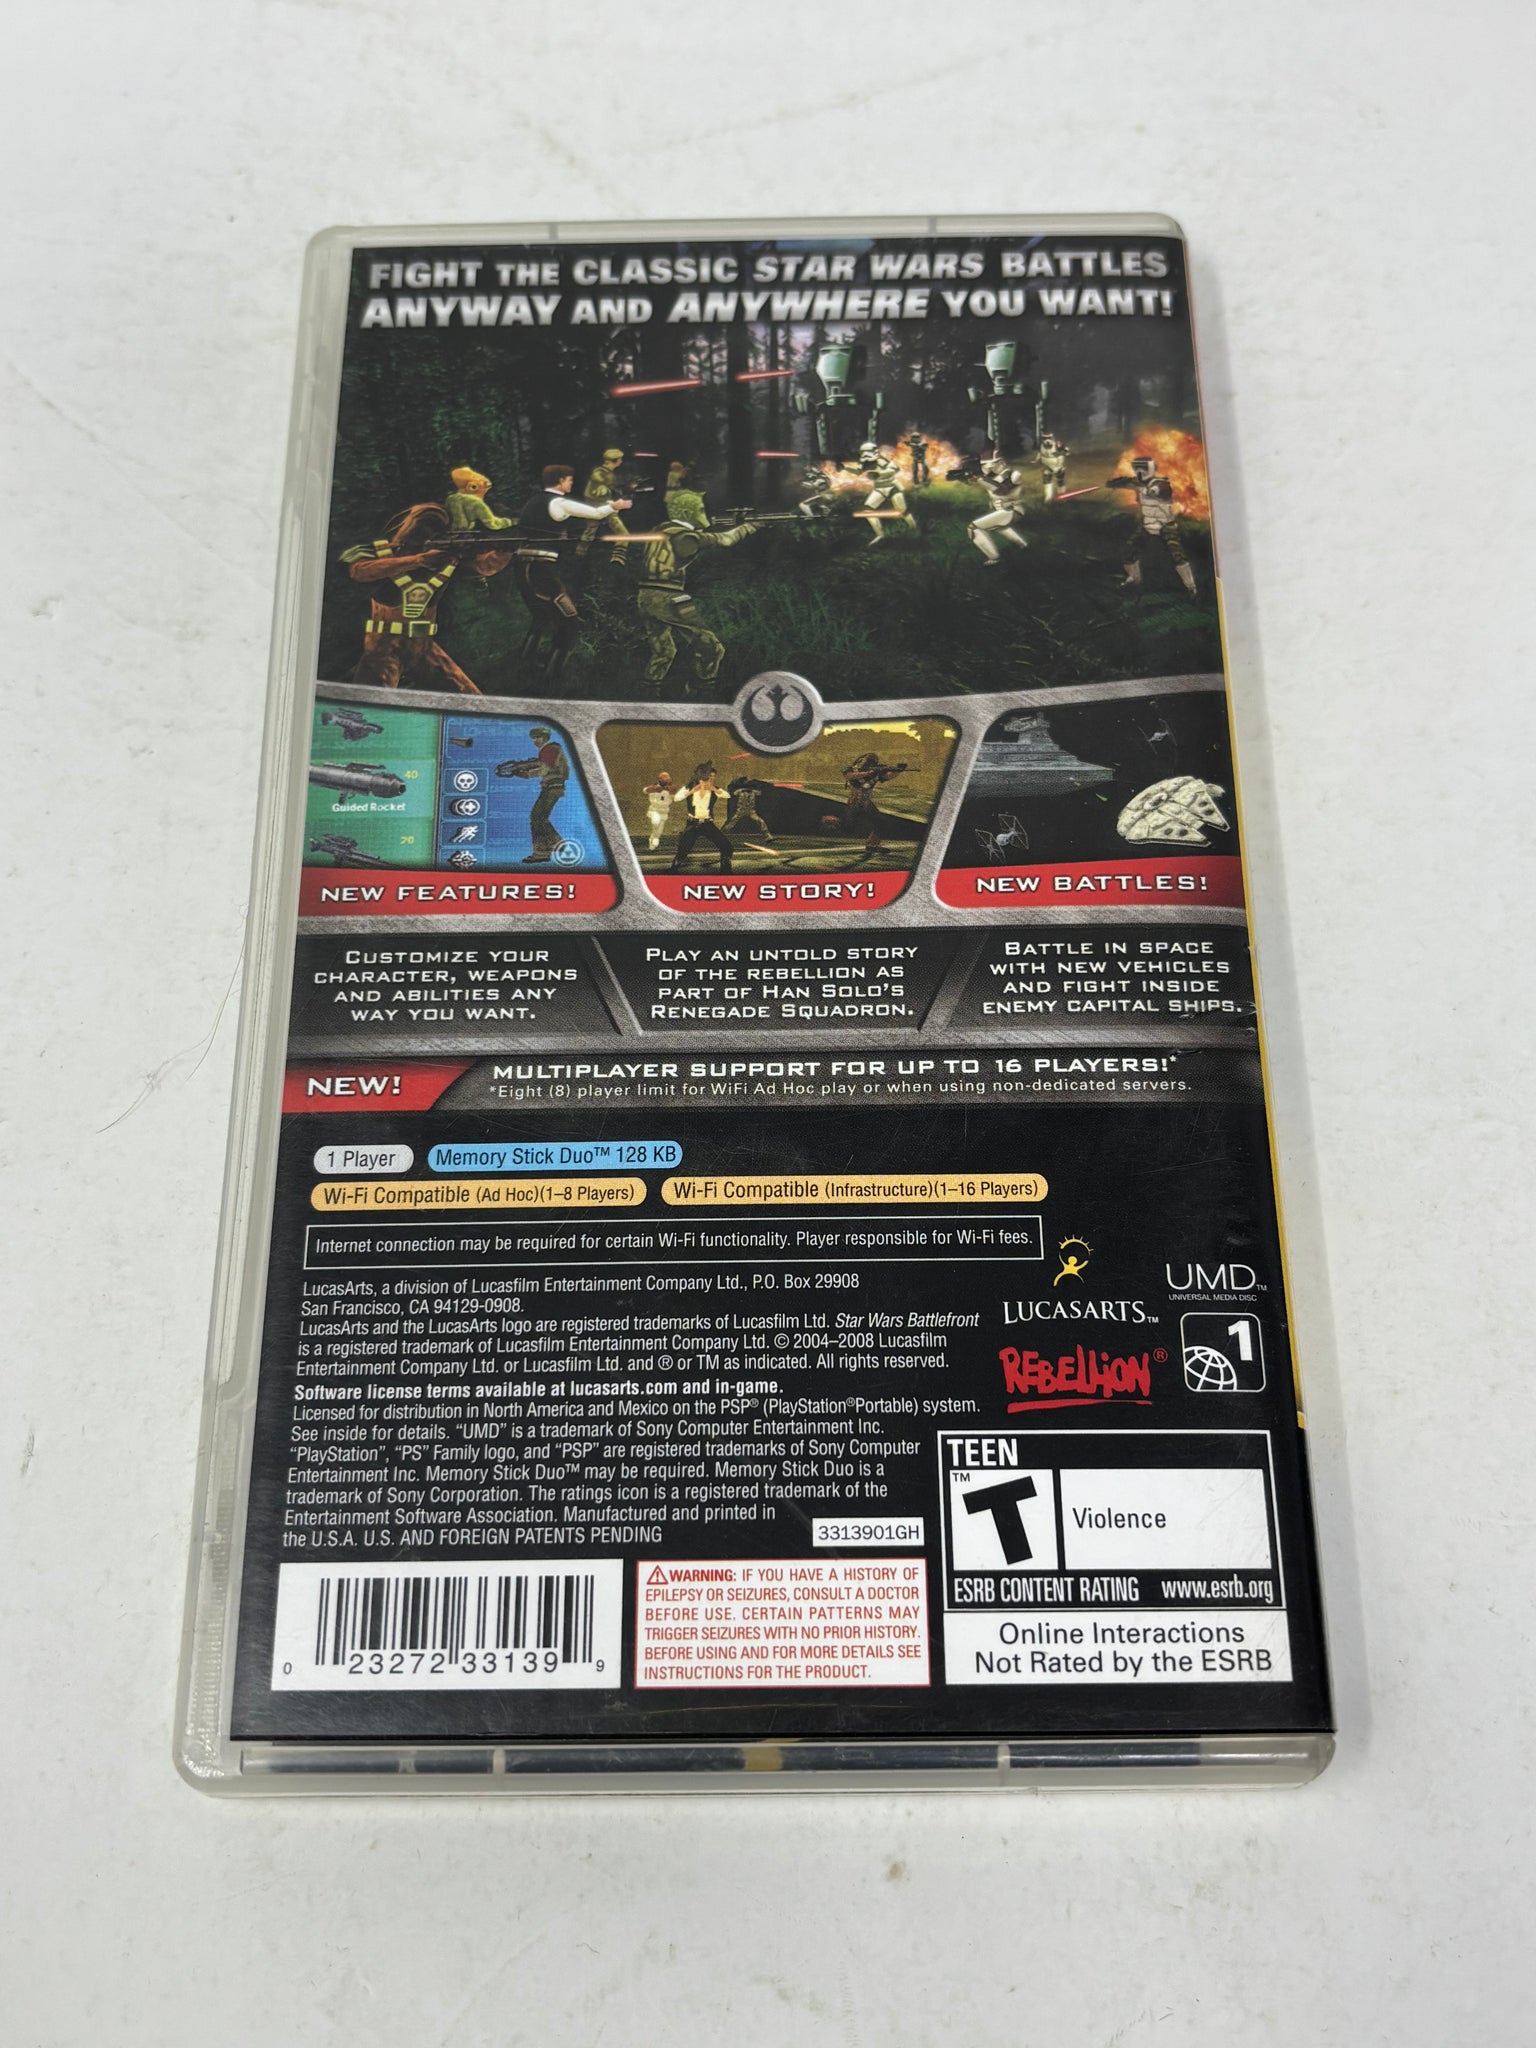 FIGHT THE CLASSIC STAR WARS BATTLES
ANYWAY AND ANYWHERE YOU WANT!
40
Guided Rocket
20
NEW FEATURES!
NEW STORY!
NEW BATTLES!
CUSTOMIZE YOUR
CHARACTER, WEAPONS
AND ABILITIES ANY
WAY YOU WANT.
PLAY AN UNTOLD STORY
OF THE REBELLION AS
PART OF HAN SOLO'S
RENEGADE SQUADRON.
BATTLE IN SPACE
WITH NEW VEHICLES
AND FIGHT INSIDE
ENEMY CAPITAL SHIPS.
NEW!
MULTIPLAYER SUPPORT FOR UP TO 16 PLAYERS!*
*Eight (8) player limit for WiFi Ad Hoc play or when using non-dedicated servers.
1 Player
Memory Stick Duo™ 128 KB
Wi-Fi Compatible (Ad Hoc)(1–8 Players)
Wi-Fi Compatible (Infrastructure)(1–16 Players)
Internet connection may be required for certain Wi-Fi functionality. Player responsible for Wi-Fi fees.
LucasArts, a division of Lucasfilm Entertainment Company Ltd., P.O. Box 29908
San Francisco, CA 94129-0908.
LucasArts and the LucasArts logo are registered trademarks of Lucasfilm Ltd. Star Wars Battlefront
is a registered trademark of Lucasfilm Entertainment Company Ltd. © 2004–2008 Lucasfilm
Entertainment Company Ltd. or Lucasfilm Ltd. and ® or TM as indicated. All rights reserved.
Software license terms available at lucasarts.com and in-game.
Licensed for distribution in North America and Mexico on the PSP® (PlayStation®Portable) system.
See inside for details. “UMD” is a trademark of Sony Computer Entertainment Inc.
“PlayStation”, “PS” Family logo, and “PSP” are registered trademarks of Sony Computer
Entertainment Inc. Memory Stick Duo™ may be required. Memory Stick Duo is a
trademark of Sony Corporation. The ratings icon is a registered trademark of the
Entertainment Software Association. Manufactured and printed in
the U.S.A. U.S. AND FOREIGN PATENTS PENDING
3313901GH
LUCASARTS™
REBELLION®
UMD™
UNIVERSAL MEDIA DISC
1
TEEN
T™
Violence
ESRB CONTENT RATING www.esrb.org
Online Interactions
Not Rated by the ESRB
0 23272 33139 9
WARNING: IF YOU HAVE A HISTORY OF
EPILEPSY OR SEIZURES, CONSULT A DOCTOR
BEFORE USE. CERTAIN PATTERNS MAY
TRIGGER SEIZURES WITH NO PRIOR HISTORY.
BEFORE USING AND FOR MORE DETAILS SEE
INSTRUCTIONS FOR THE PRODUCT.